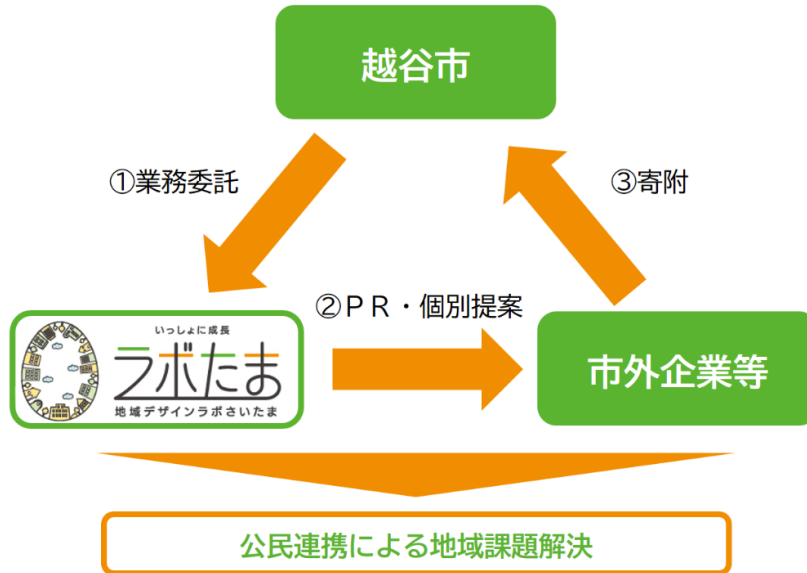 越谷市
①業務委託
③寄附
②ＰＲ・個別提案
いっしょに成長
ラボたま
地域デザインラボさいたま
市外企業等
公民連携による地域課題解決